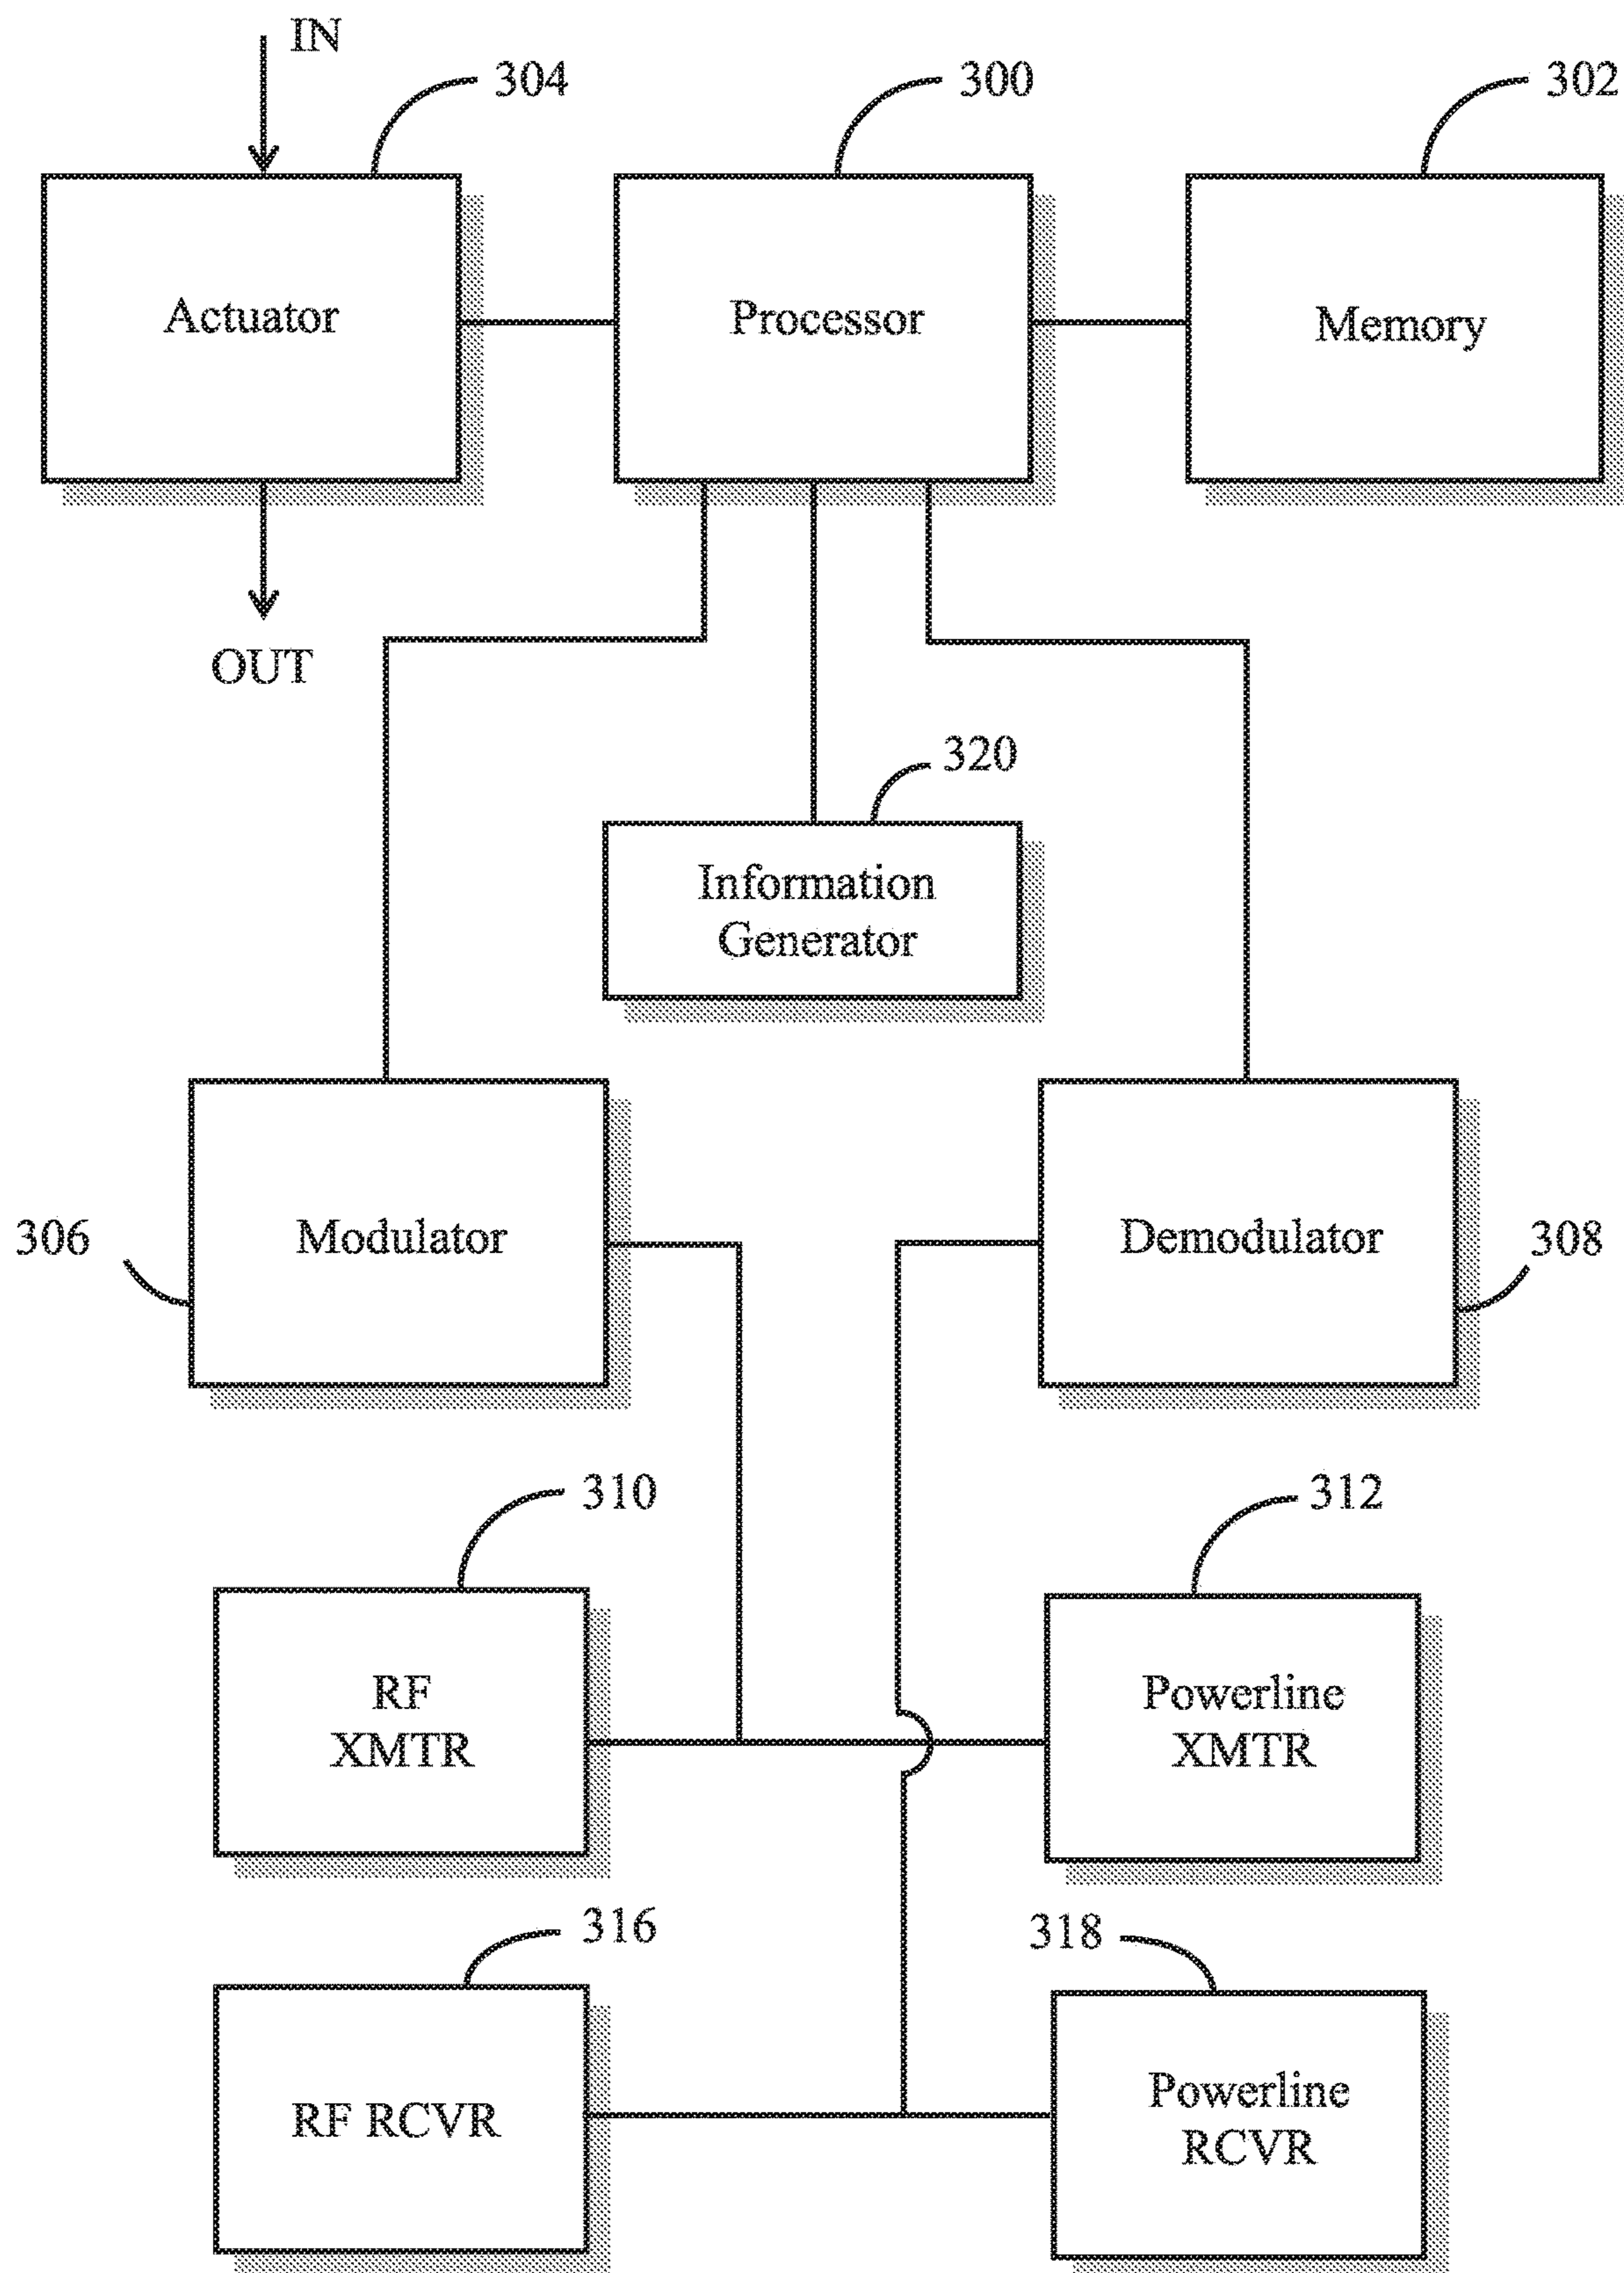 IN
304
300
302
Actuator
Processor
Memory
OUT
320
Information
Generator
306
Modulator
Demodulator
308
310
312
RF
XMTR
Powerline
XMTR
316
318
RF RCVR
Powerline
RCVR